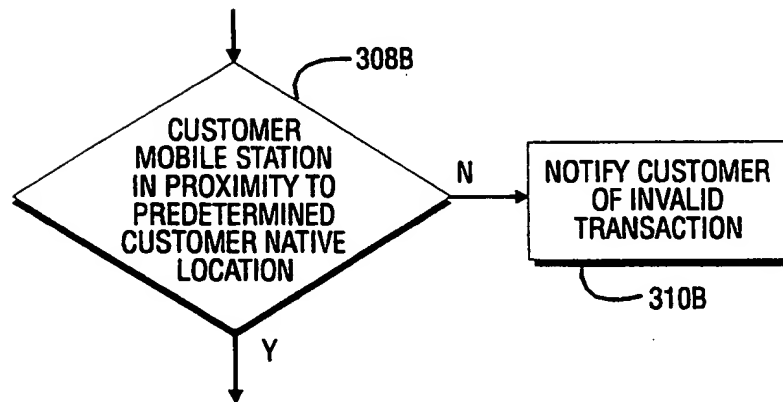 308B
CUSTOMER
MOBILE STATION
IN PROXIMITY TO
PREDETERMINED
CUSTOMER NATIVE
LOCATION
N
NOTIFY CUSTOMER
OF INVALID
TRANSACTION
310B
Y